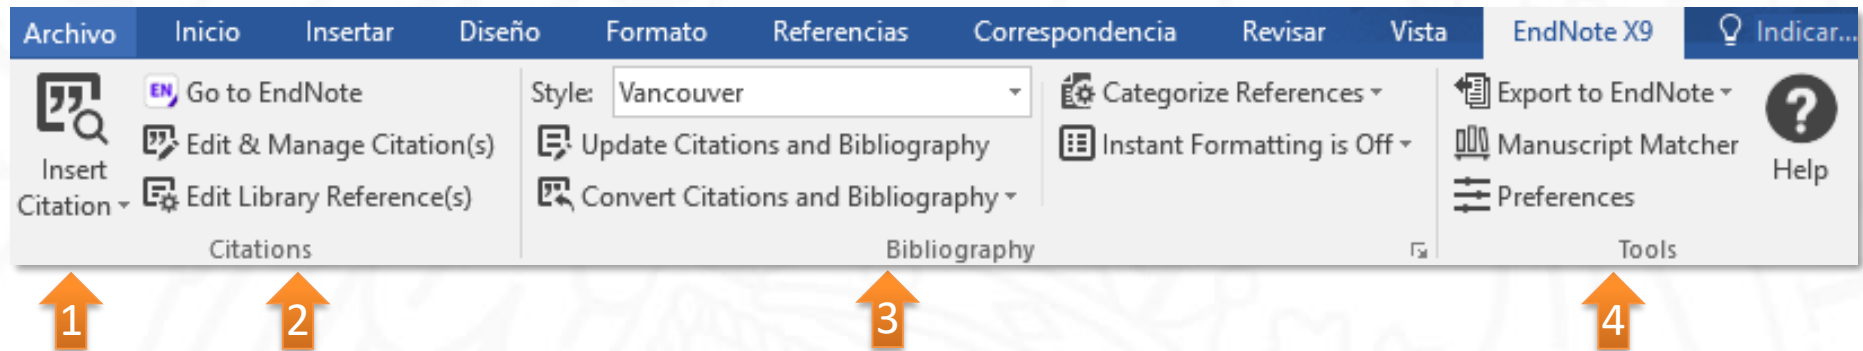 Archivo Inicio Insertar Diseño Formato Referencias Correspondencia Revisar Vista EndNote X9 Indicar...
Insert
Citation
EN Go to EndNote
Edit & Manage Citation(s)
Edit Library Reference(s)
Citations
Style: Vancouver
Update Citations and Bibliography
Convert Citations and Bibliography
Categorize References
Instant Formatting is Off
Bibliography
Export to EndNote
Manuscript Matcher
Preferences
? Help
Tools
1 2 3 4